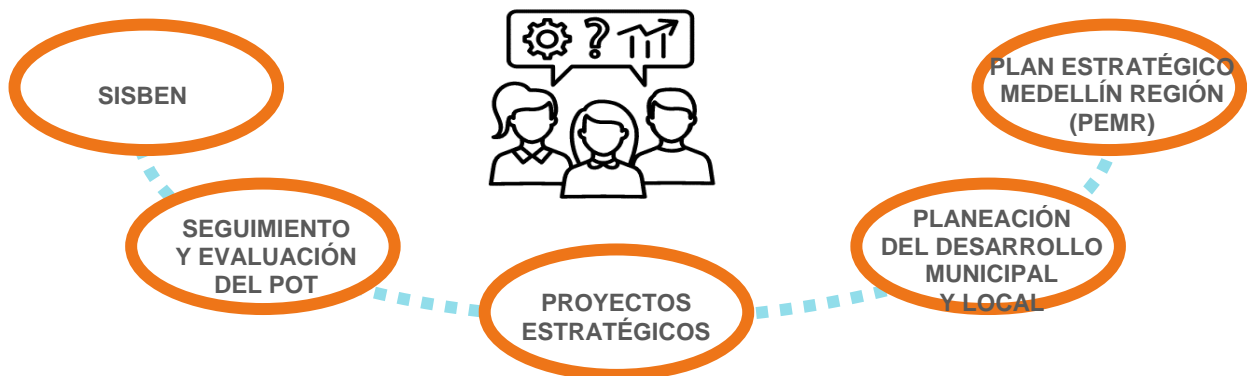 SISBEN
SEGUIMIENTO
Y EVALUACIÓN
DEL POT
PROYECTOS
ESTRATÉGICOS
PLANEACIÓN
DEL DESARROLLO
MUNICIPAL
Y LOCAL
PLAN ESTRATÉGICO
MEDELLÍN REGIÓN
(PEMR)
?